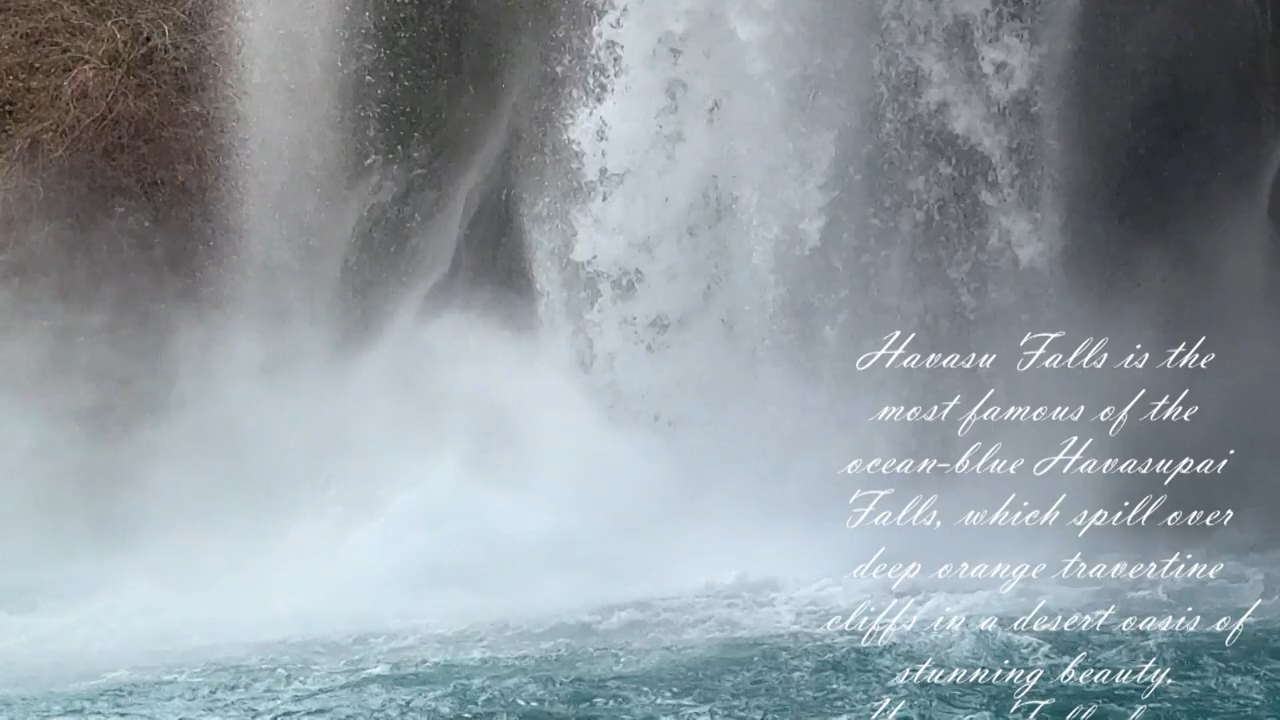 Havasu Falls is the
most famous of the
ocean-blue Havasupai
Falls, which spill over
deep orange travertine
cliffs in a desert oasis of
stunning beauty.